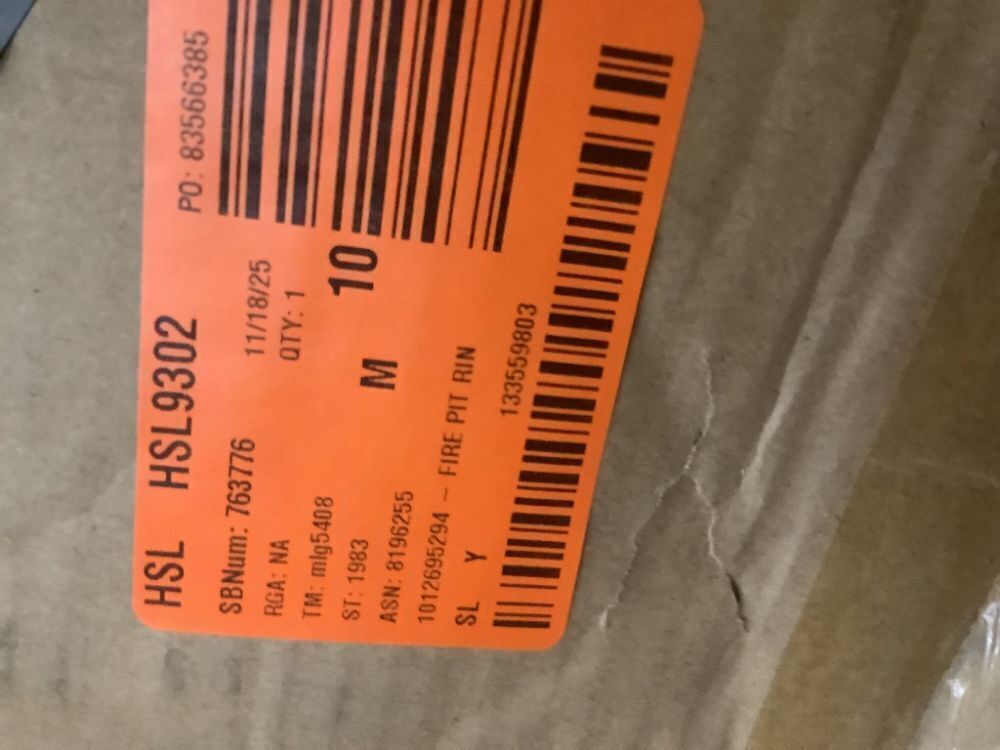 HSL HSL9302
SBNum: 763776
PO: 83566385
RGA: NA
11/18/25
TM: mlg5408
QTY: 1
ST: 1983
10
ASN: 8196255
M
1012695294 - FIRE PIT RIN
SL Y
133559803